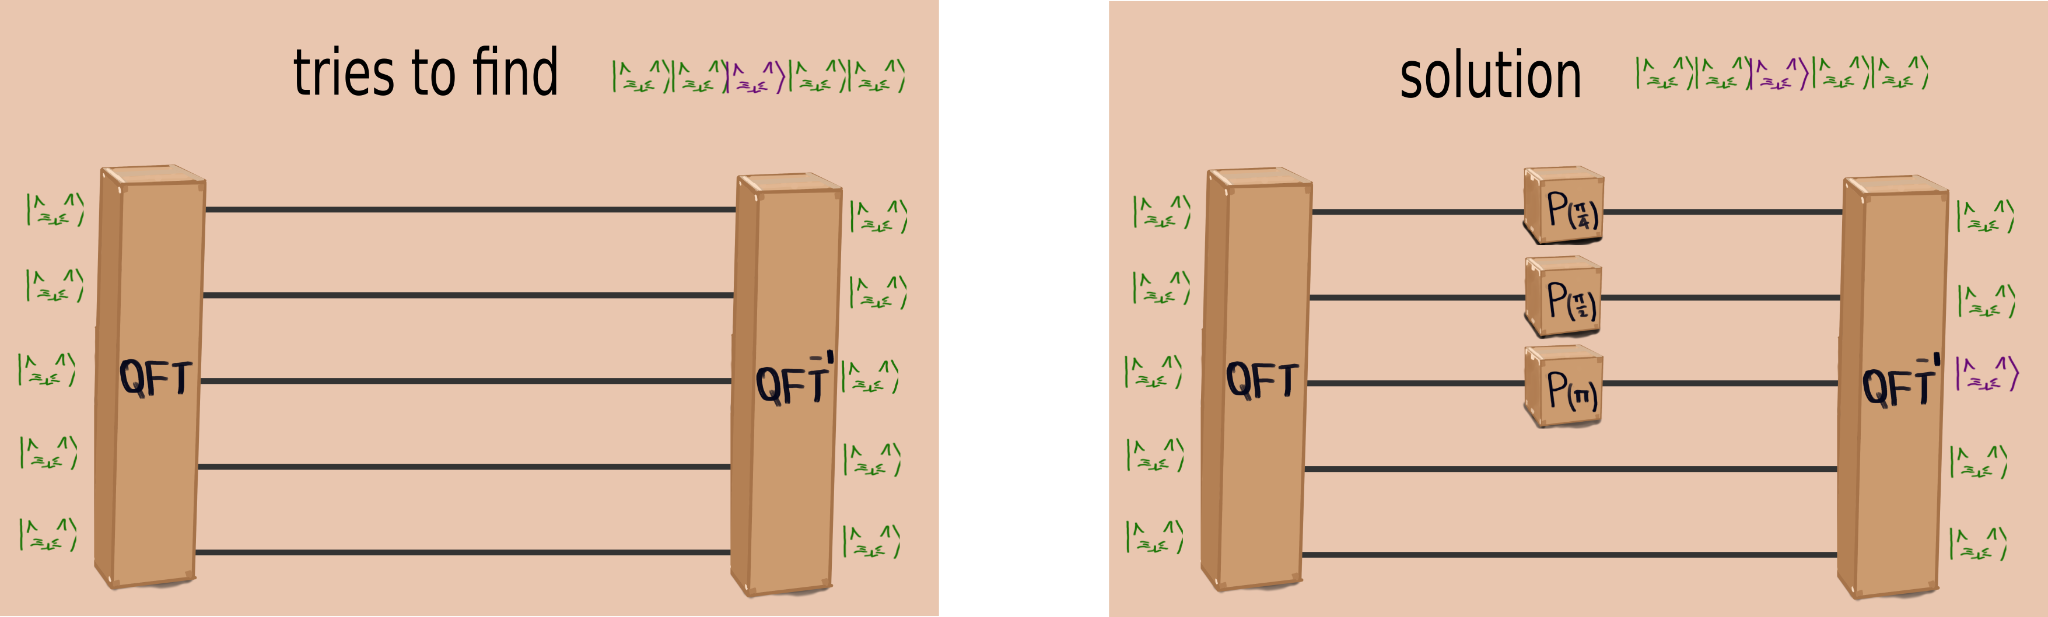 tries to find
QFT
QFT⁻¹
solution
P(π/4)
P(π/2)
P(π)
QFT
QFT⁻¹